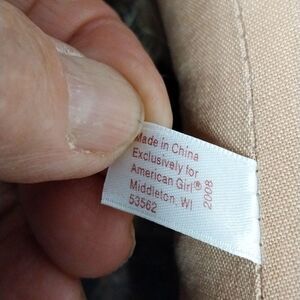 Made in China
Exclusively for
American Girl®
Middleton, WI
53562
2008